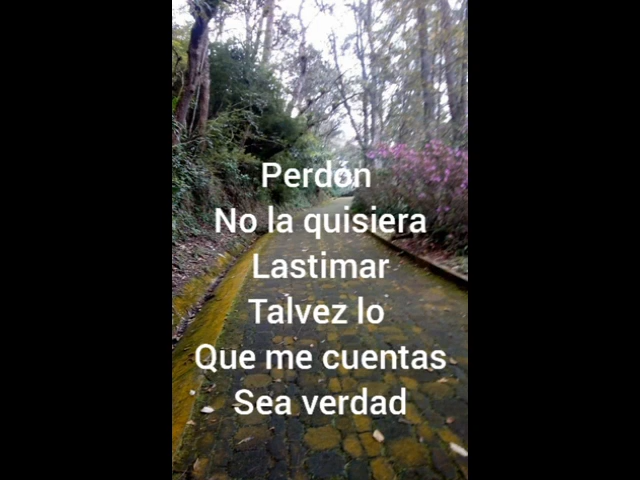 Perdón
No la quisiera
Lastimar
Talvez lo
Que me cuentas
Sea verdad